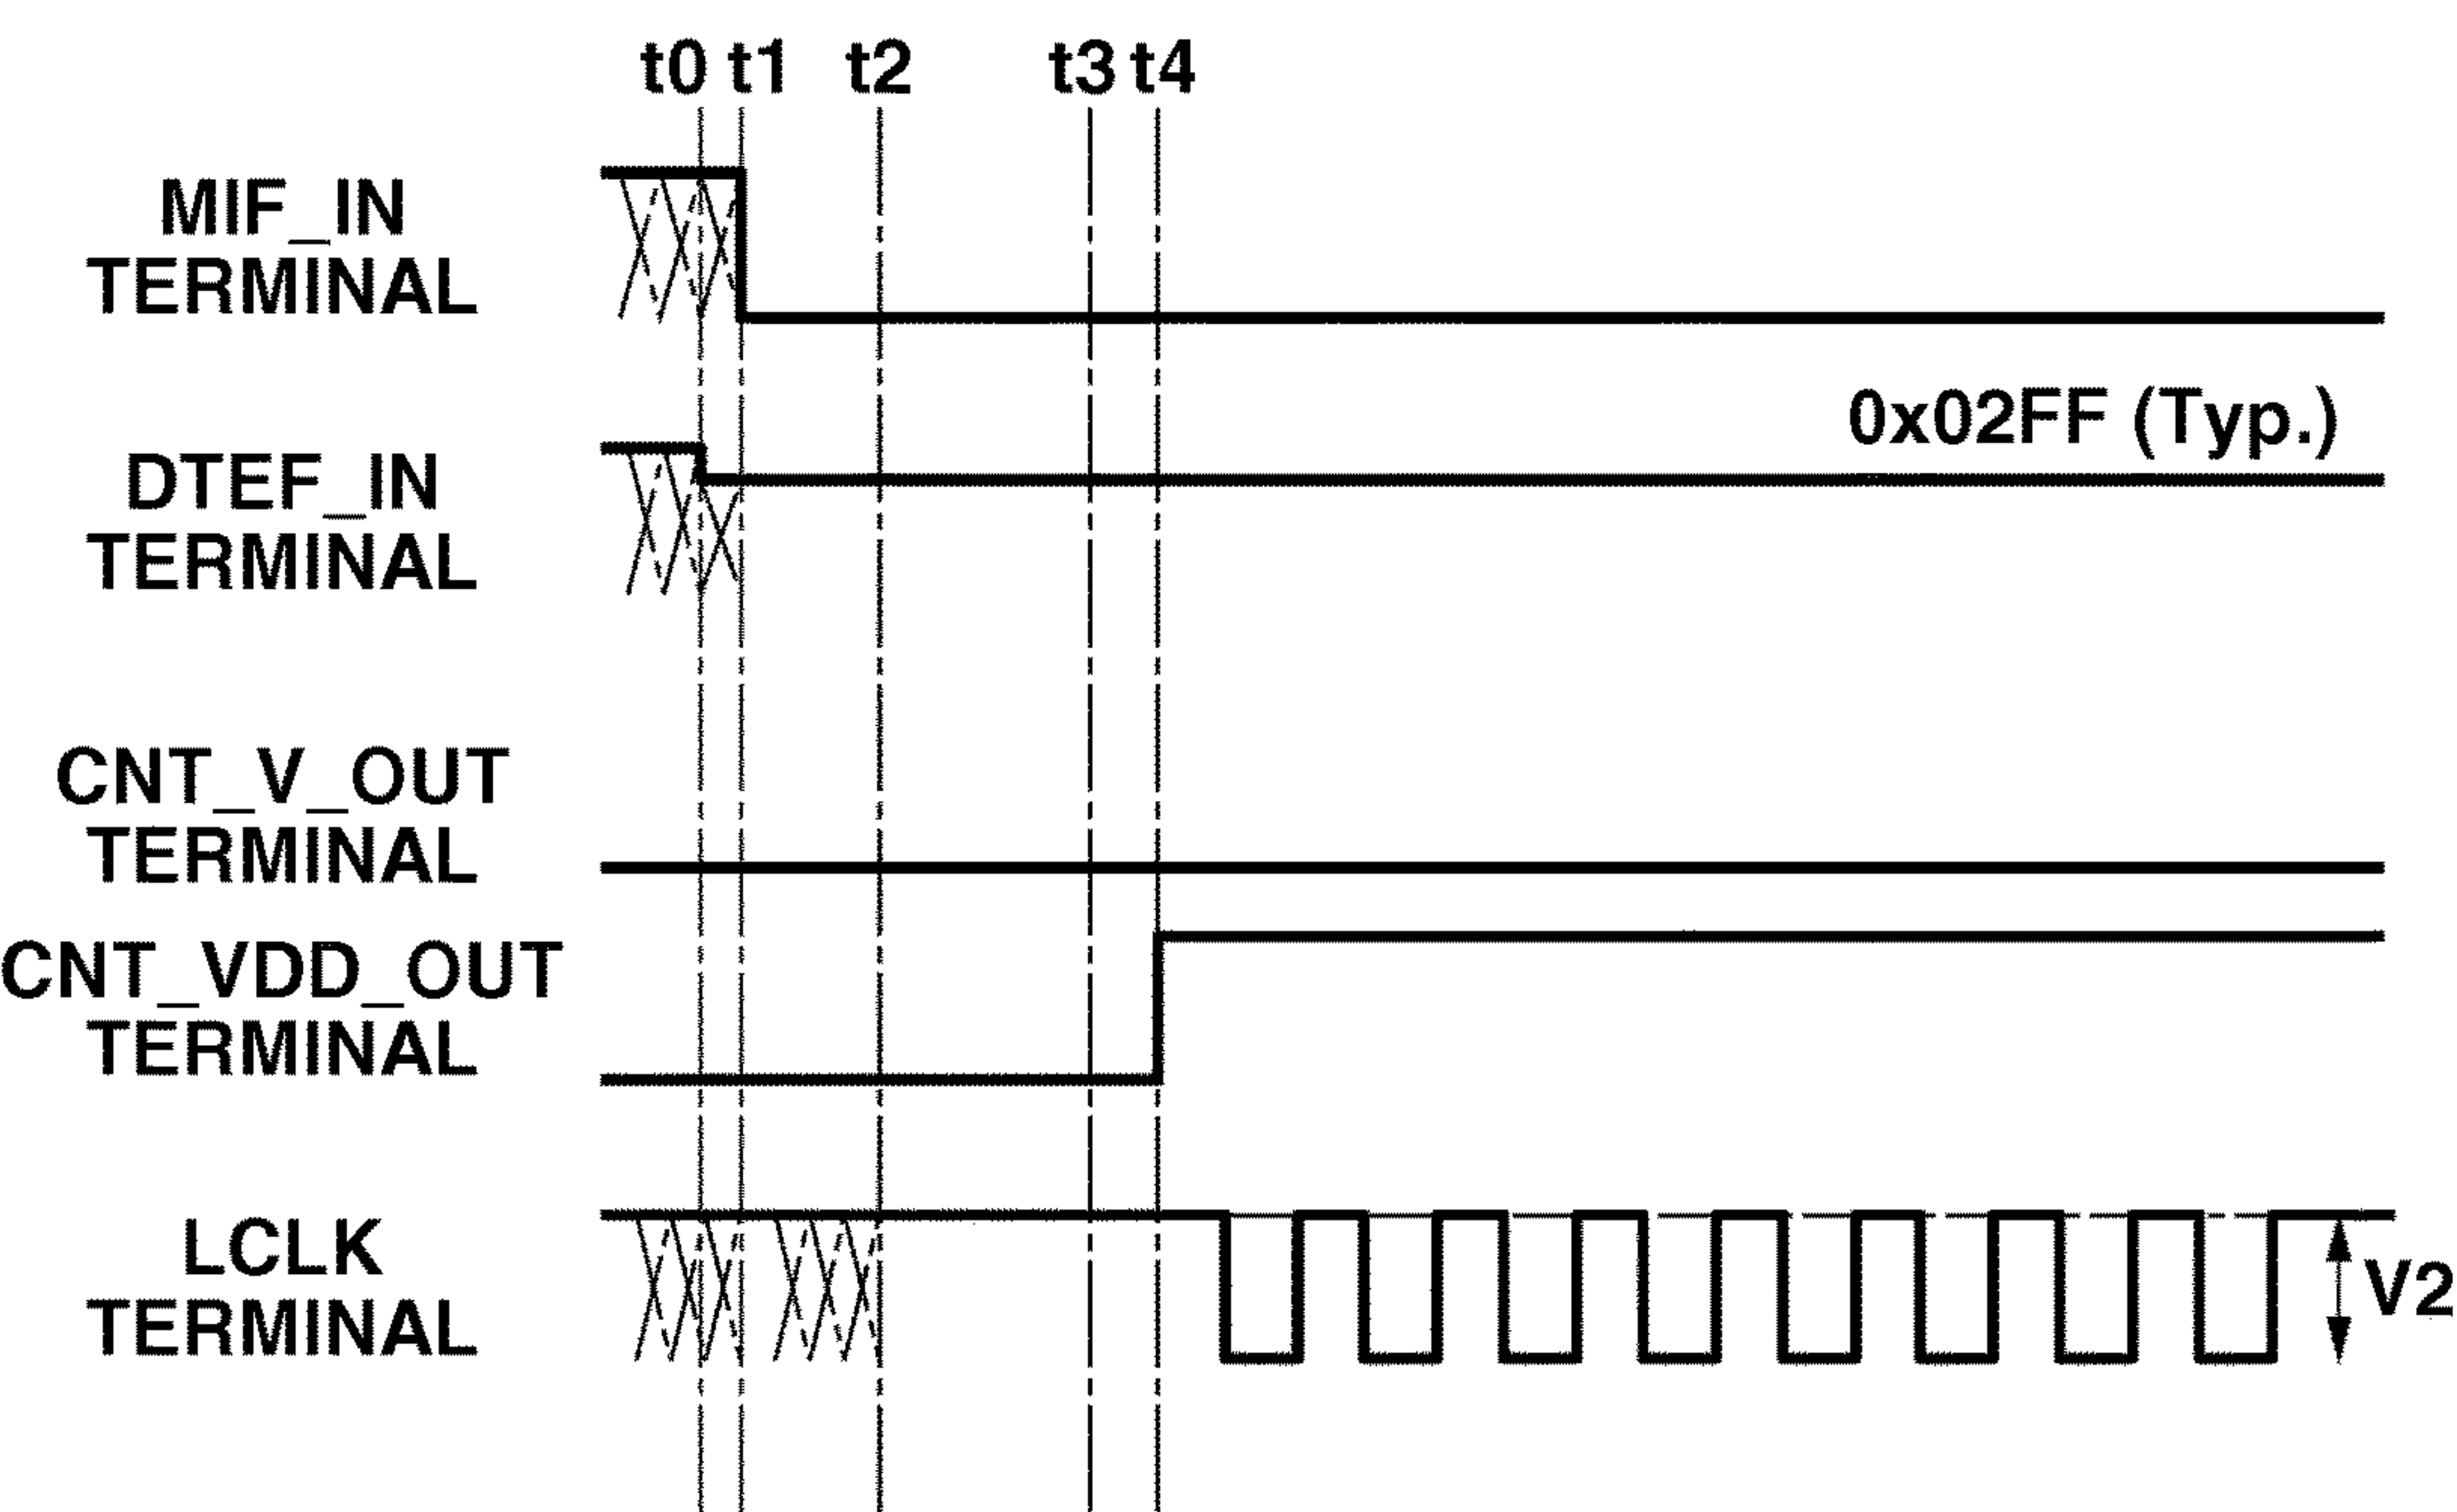 t0 t1 t2 t3 t4
MIF_IN
TERMINAL
0x02FF (Typ.)
DTEF_IN
TERMINAL
CNT_V_OUT
TERMINAL
CNT_VDD_OUT
TERMINAL
LCLK
TERMINAL
V2